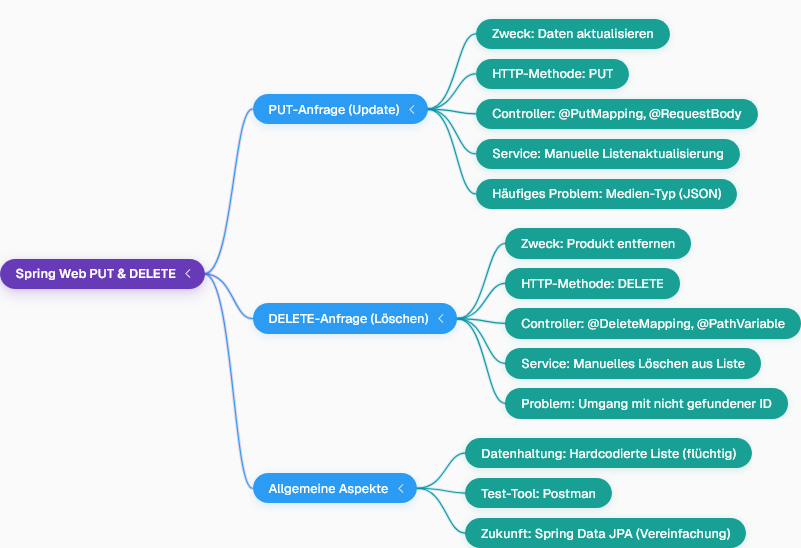 Spring Web PUT & DELETE
PUT-Anfrage (Update)
Zweck: Daten aktualisieren
HTTP-Methode: PUT
Controller: @PutMapping, @RequestBody
Service: Manuelle Listenaktualisierung
Häufiges Problem: Medien-Typ (JSON)
DELETE-Anfrage (Löschen)
Zweck: Produkt entfernen
HTTP-Methode: DELETE
Controller: @DeleteMapping, @PathVariable
Service: Manuelles Löschen aus Liste
Problem: Umgang mit nicht gefundener ID
Allgemeine Aspekte
Datenhaltung: Hardcodierte Liste (flüchtig)
Test-Tool: Postman
Zukunft: Spring Data JPA (Vereinfachung)